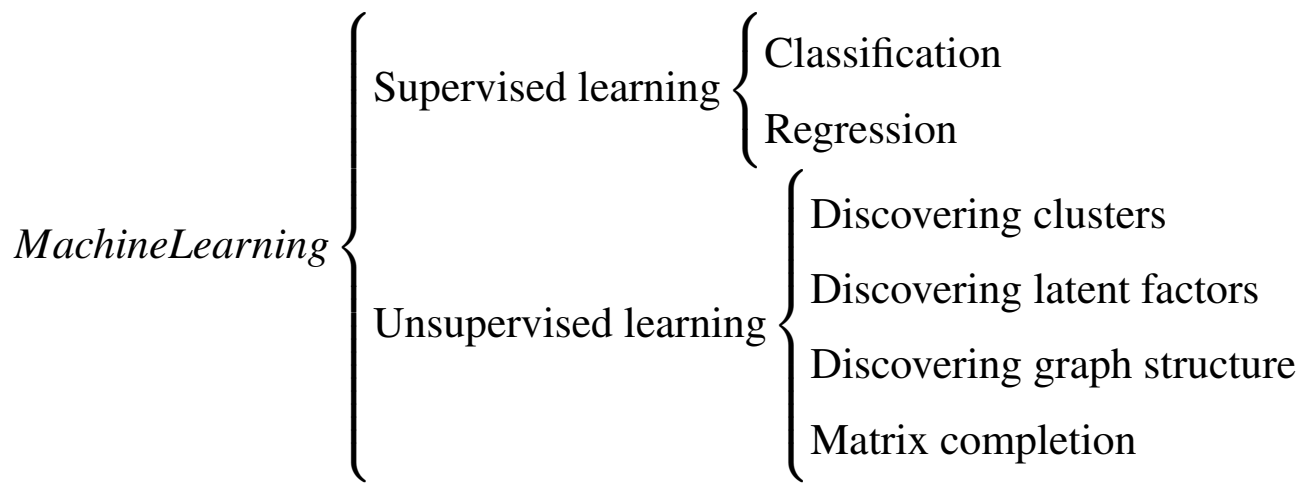 MachineLearning
Supervised learning
Classification
Regression
Unsupervised learning
Discovering clusters
Discovering latent factors
Discovering graph structure
Matrix completion